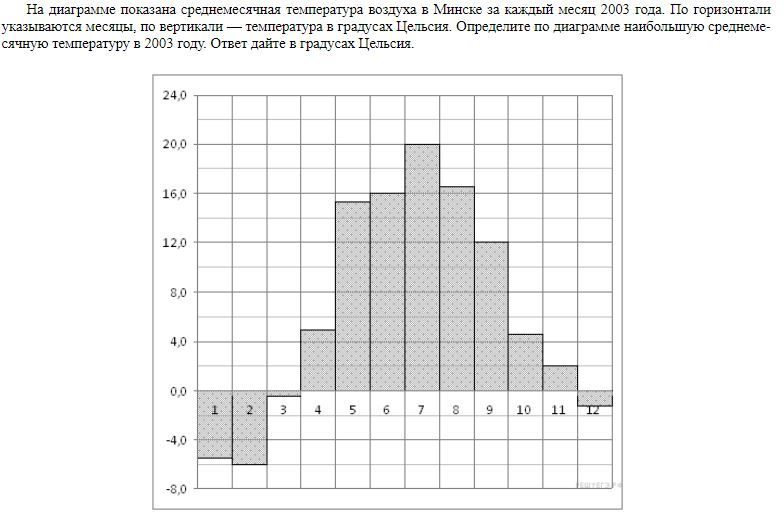 На диаграмме показана среднемесячная температура воздуха в Минске за каждый месяц 2003 года. По горизонтали
указываются месяцы, по вертикали — температура в градусах Цельсия. Определите по диаграмме наибольшую среднеме-
сячную температуру в 2003 году. Ответ дайте в градусах Цельсия.
24,0
20,0
16,0
12,0
8,0
4,0
0,0
1 2 3 4 5 6 7 8 9 10 11 12
-4,0
-8,0
РЕШУЕГЭ.РФ